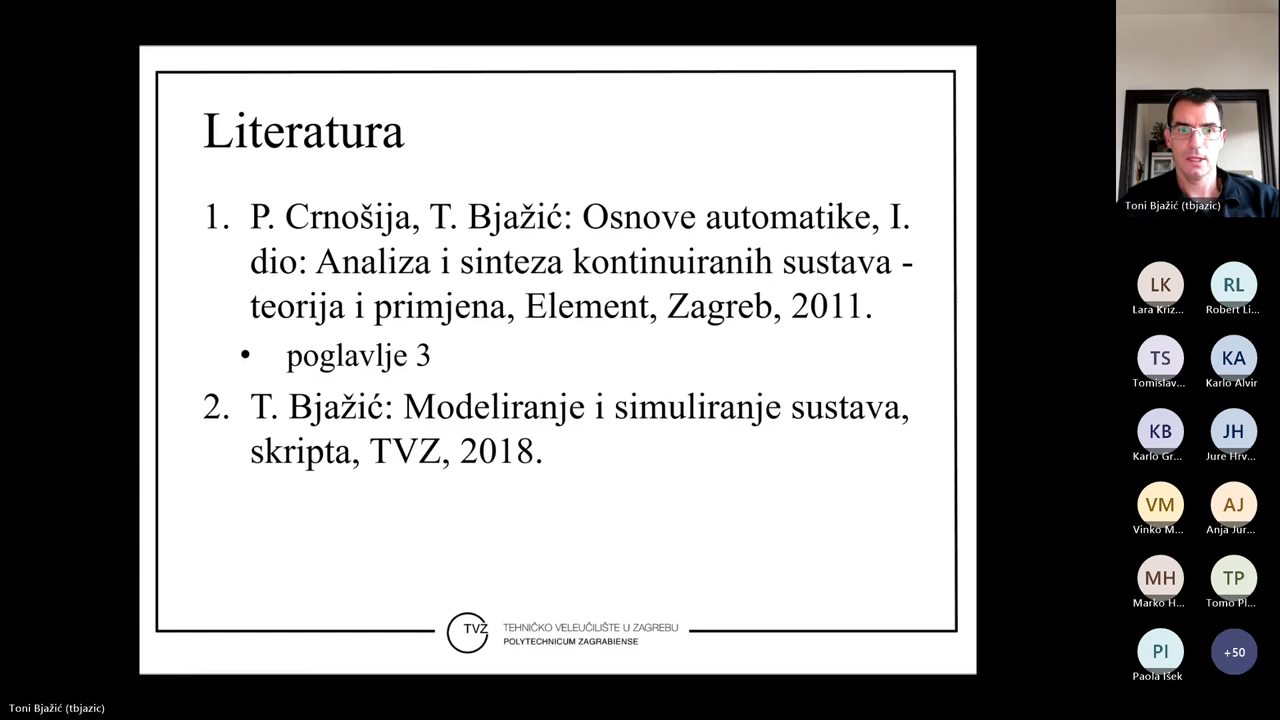 Literatura
1. P. Crnošija, T. Bjažić: Osnove automatike, I.
dio: Analiza i sinteza kontinuiranih sustava -
teorija i primjena, Element, Zagreb, 2011.
• poglavlje 3
2. T. Bjažić: Modeliranje i simuliranje sustava,
skripta, TVZ, 2018.
TVZ
TEHNIČKO VELEUČILIŠTE U ZAGREBU
POLYTECHNICUM ZAGRABIENSE
Toni Bjažić (tbjazic)
LK
Lara Kriz...
RL
Robert Li...
TS
Tomislav...
KA
Karlo Alvir
KB
Karlo Gr...
JH
Jure Hrv...
VM
Vinko M...
AJ
Anja Jur...
MH
Marko H...
TP
Tomo Pl...
PI
Paola Išek
+50
Toni Bjažić (tbjazic)